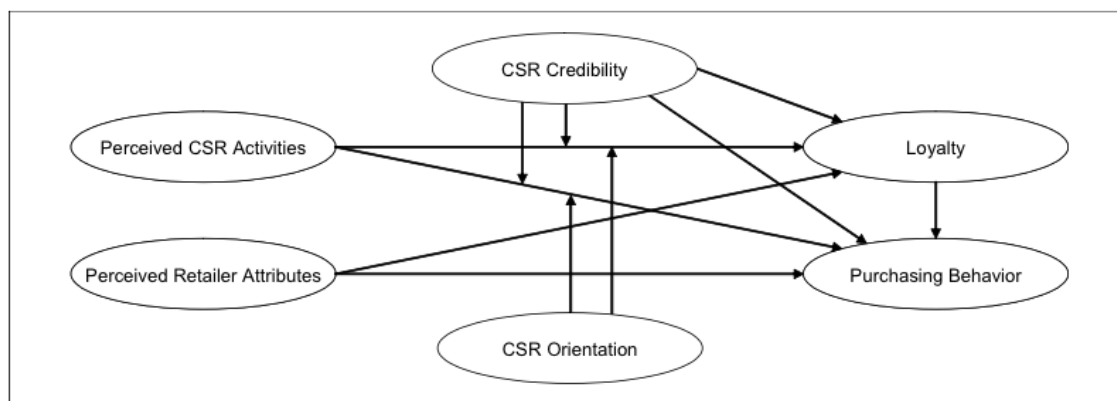 CSR Credibility
Perceived CSR Activities
Loyalty
Perceived Retailer Attributes
Purchasing Behavior
CSR Orientation